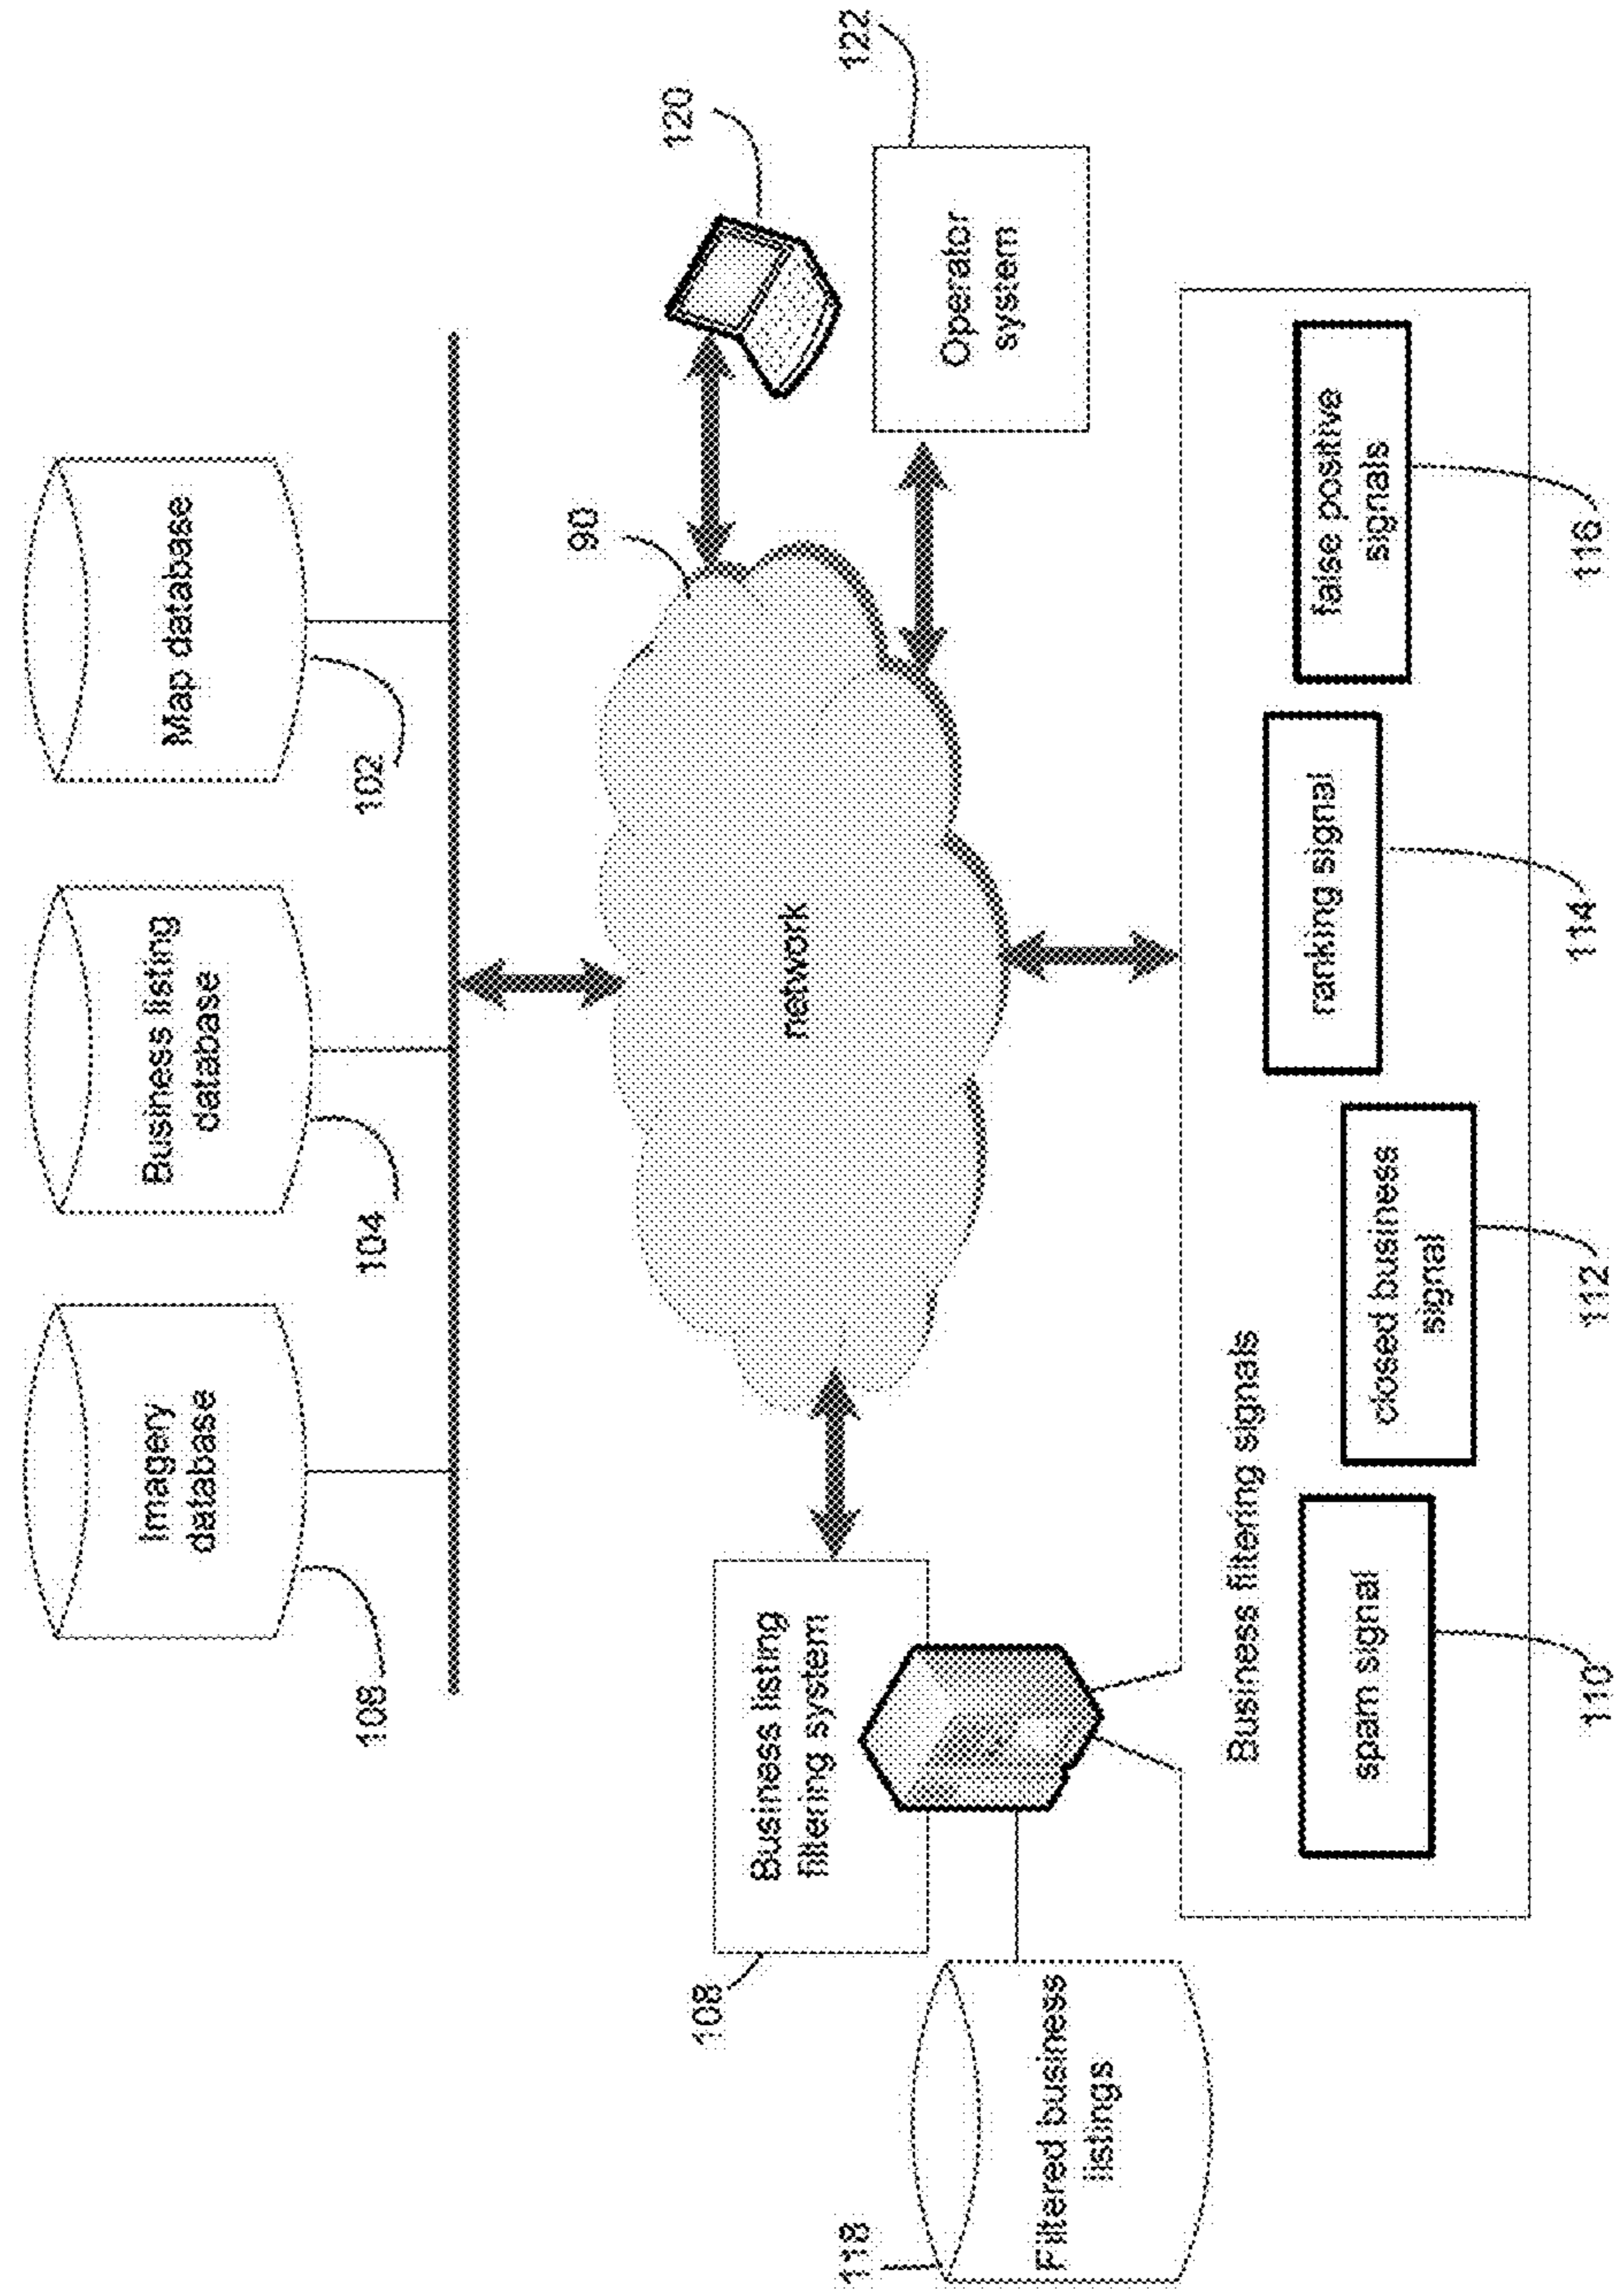 Imagery
database
Business listing
database
Map database
106
104
102
90
120
108
Business listing
filtering system
network
Operator
system
122
118
Filtered business
listings
Business filtering signals
spam signal
closed business
signal
ranking signal
false positive
signals
110
112
114
116